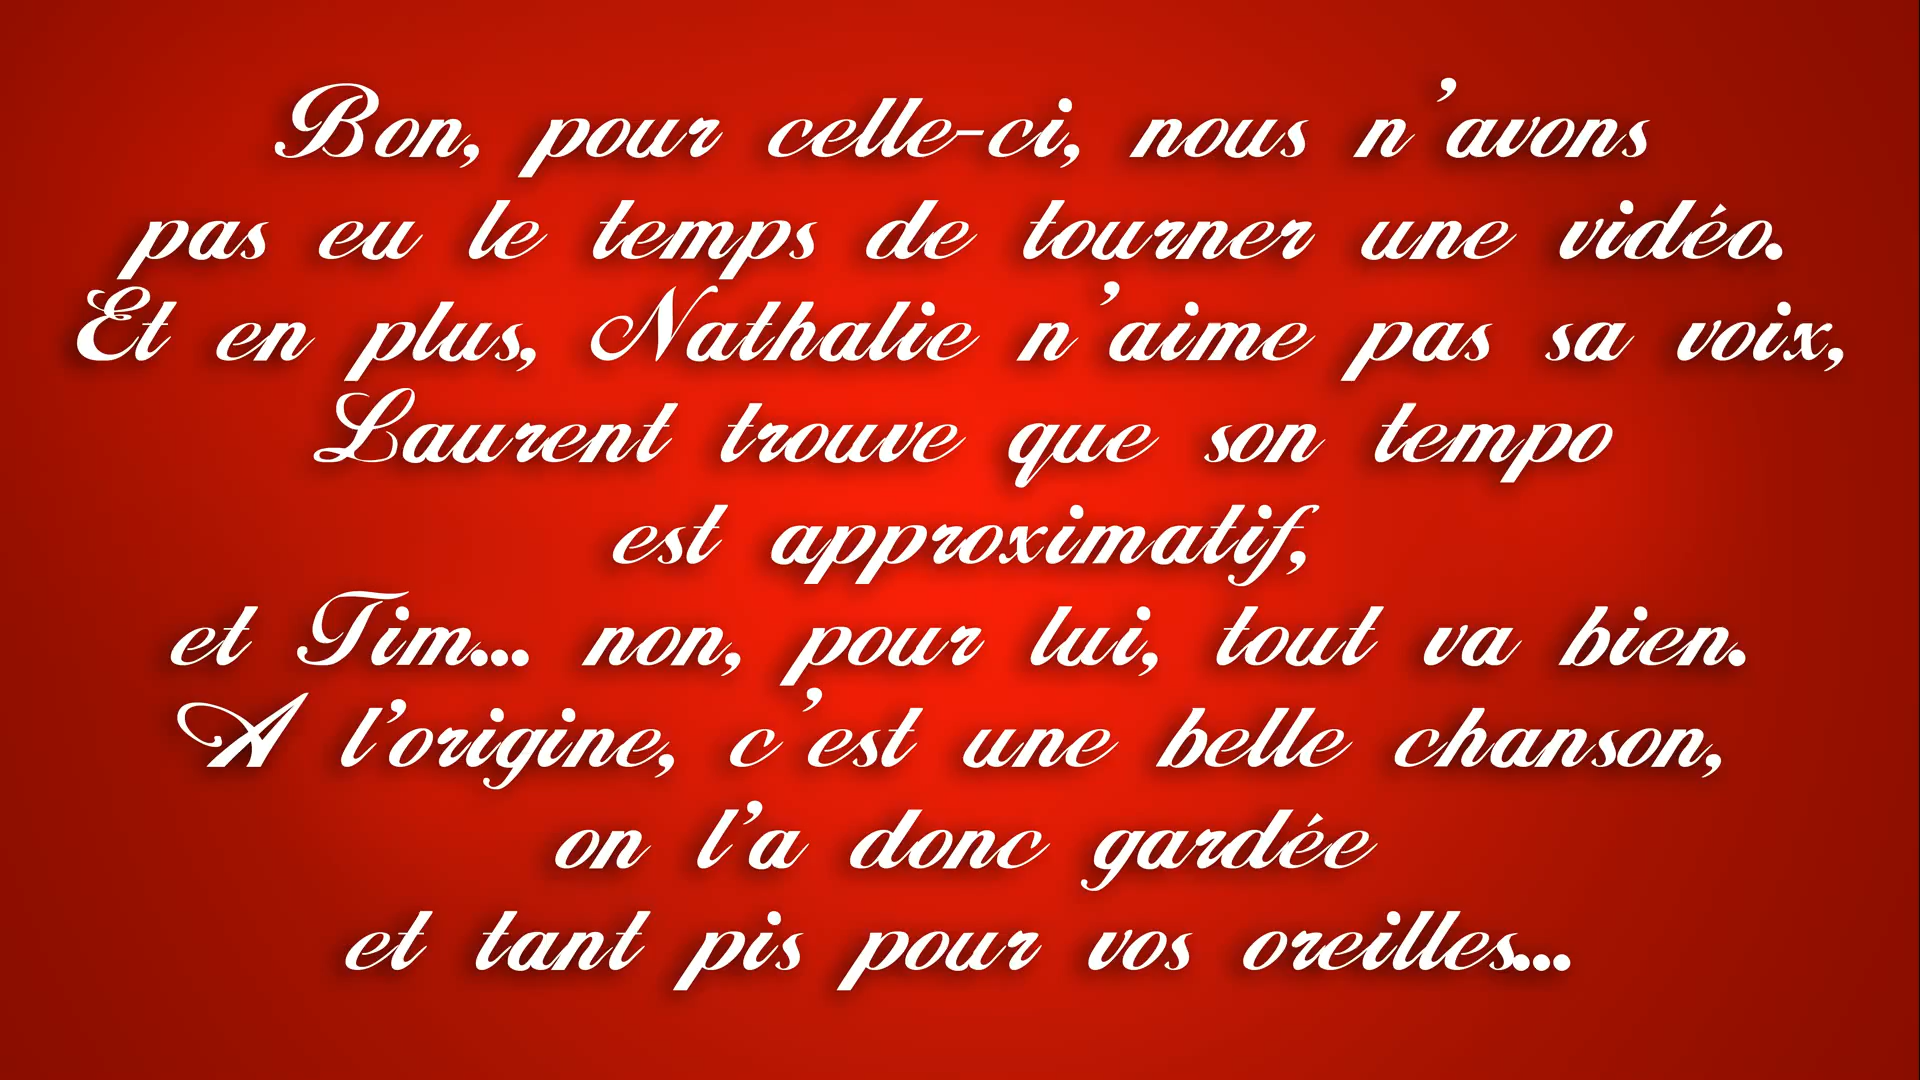 Bon, pour celle-ci, nous n'avons
pas eu le temps de tourner une vidéo.
Et en plus, Nathalie n'aime pas sa voix,
Laurent trouve que son tempo
est approximatif,
et Tim... non, pour lui, tout va bien.
A l'origine, c'est une belle chanson,
on l'a donc gardée
et tant pis pour vos oreilles...